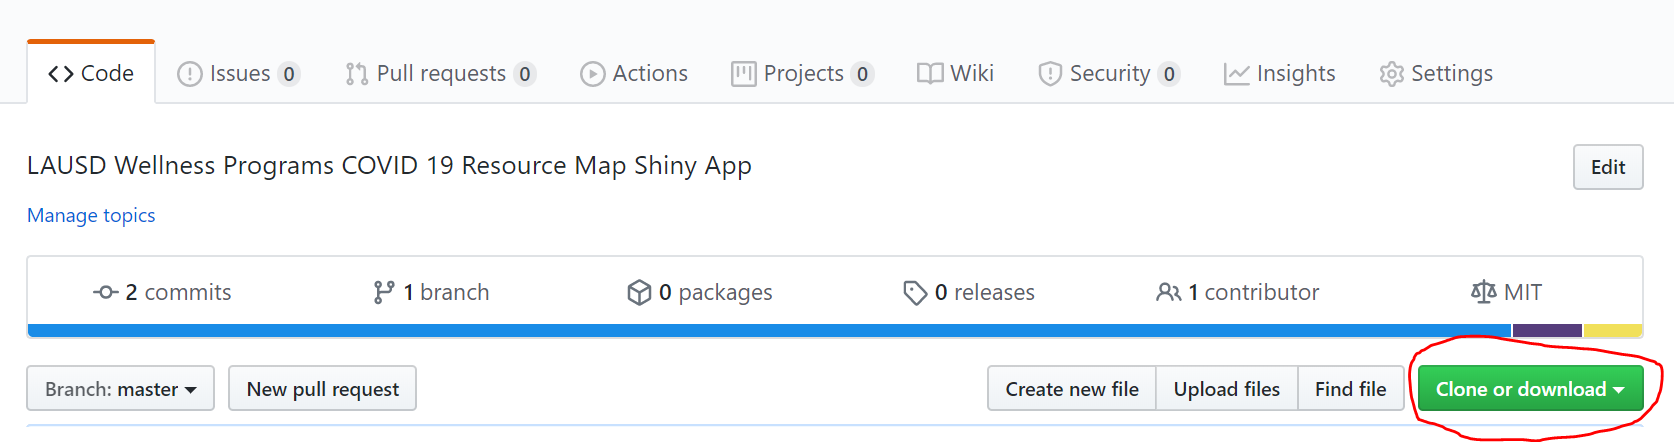 Code Issues 0 Pull requests 0 Actions Projects 0 Wiki Security 0 Insights Settings
LAUSD Wellness Programs COVID 19 Resource Map Shiny App Edit
Manage topics
2 commits 1 branch 0 packages 0 releases 1 contributor MIT
Branch: master New pull request Create new file Upload files Find file Clone or download